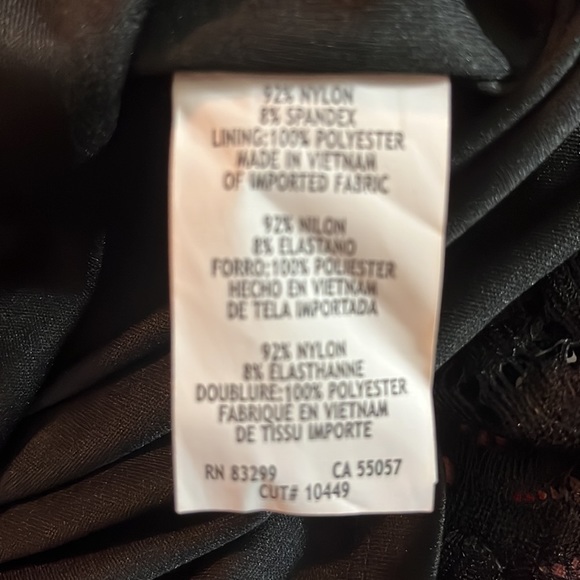 92% NYLON
8% SPANDEX
LINING:100% POLYESTER
MADE IN VIETNAM
OF IMPORTED FABRIC
92% NILON
8% ELASTANO
FORRO:100% POLIESTER
HECHO EN VIETNAM
DE TELA IMPORTADA
92% NYLON
8% ELASTHANNE
DOUBLURE:100% POLYESTER
FABRIQUE EN VIETNAM
DE TISSU IMPORTE
RN 83299 CA 55057
CUT# 10449